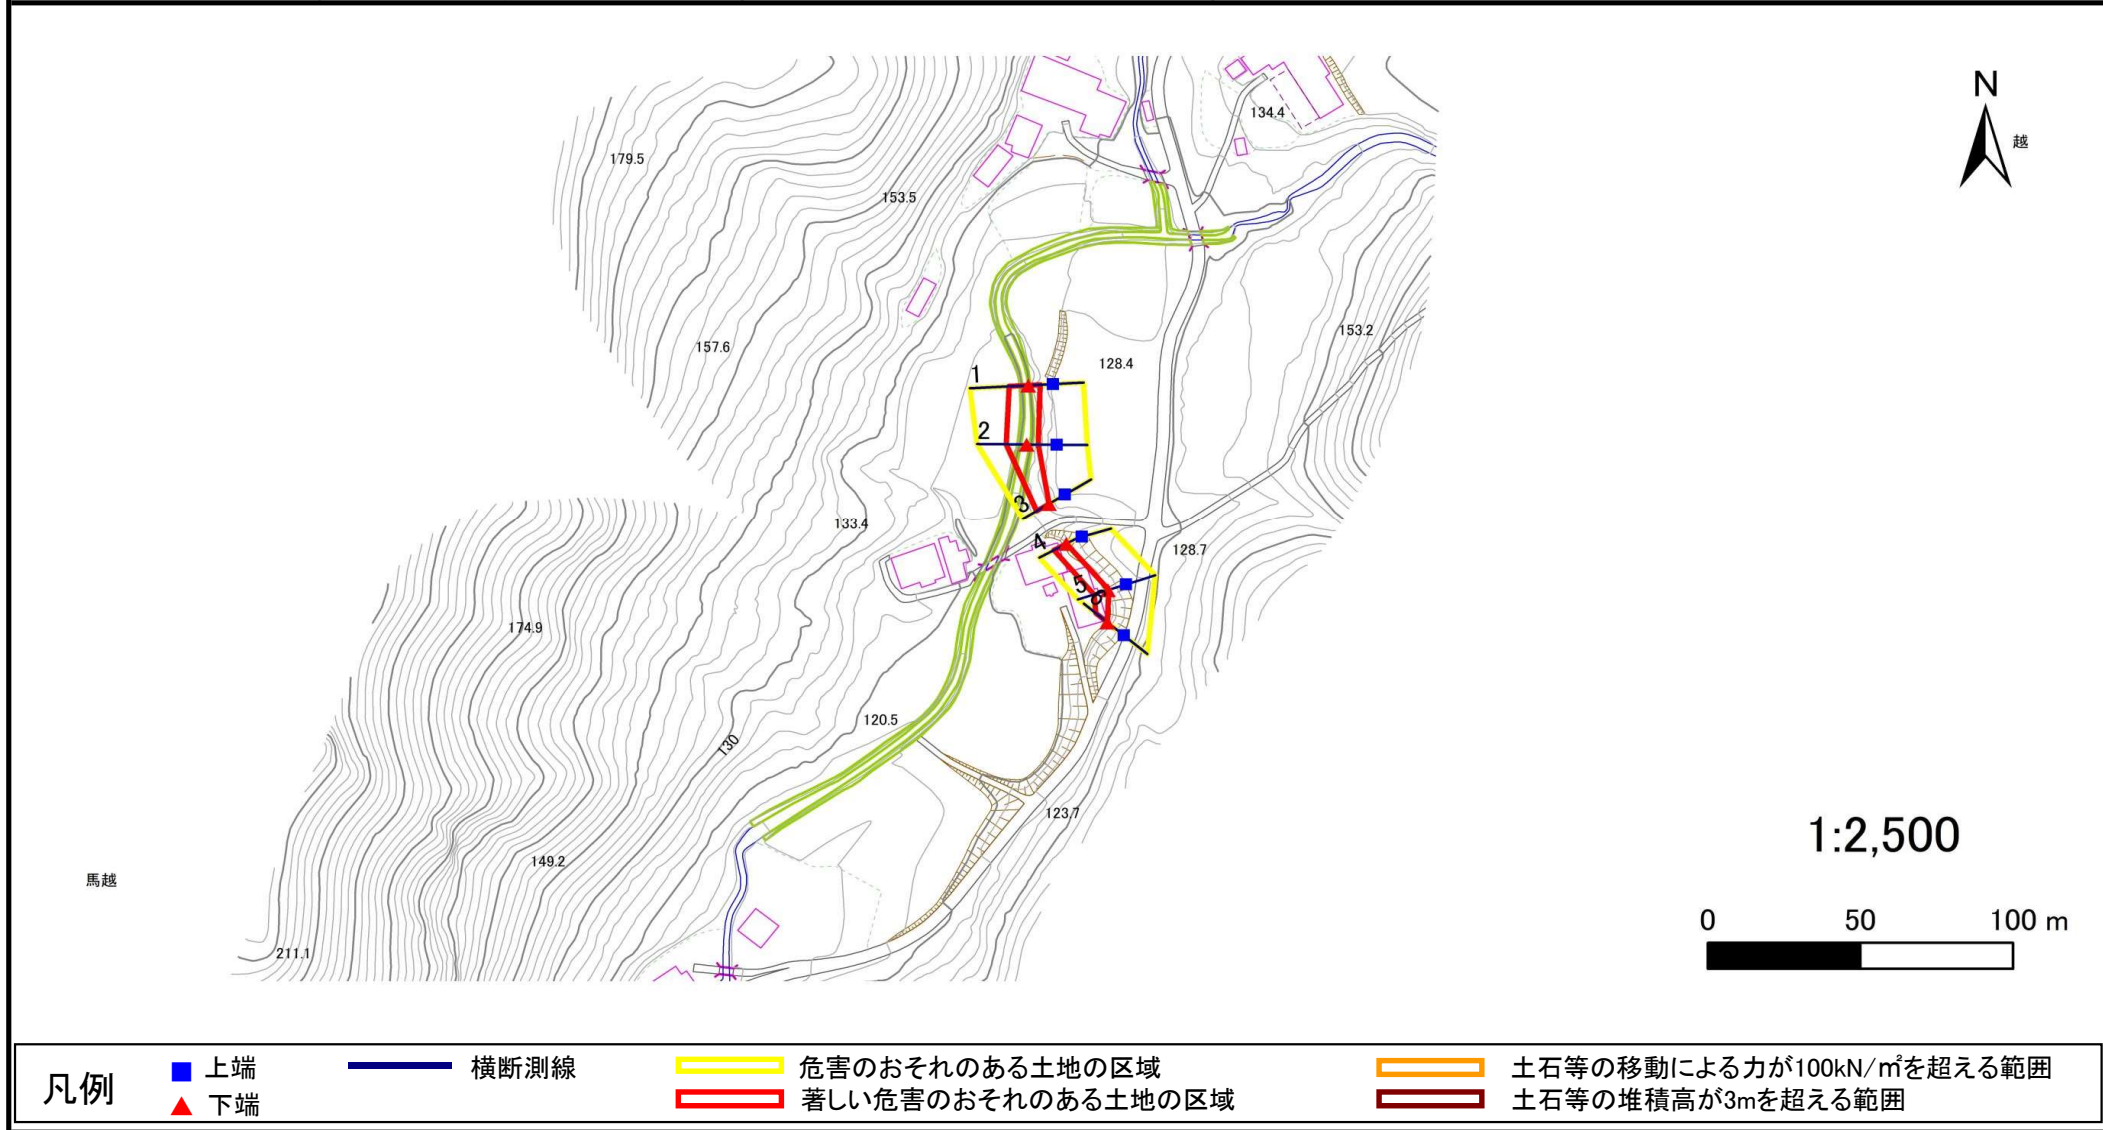 N
越
134.4
179.5
153.5
153.2
157.6
128.4
1
2
3
133.4
4
128.7
5
6
174.9
120.5
130
123.7
1:2,500
149.2
馬越
0 50 100 m
211.1
凡例
上端
横断測線
危害のおそれのある土地の区域
土石等の移動による力が100kN/㎡を超える範囲
下端
著しい危害のおそれのある土地の区域
土石等の堆積高が3mを超える範囲